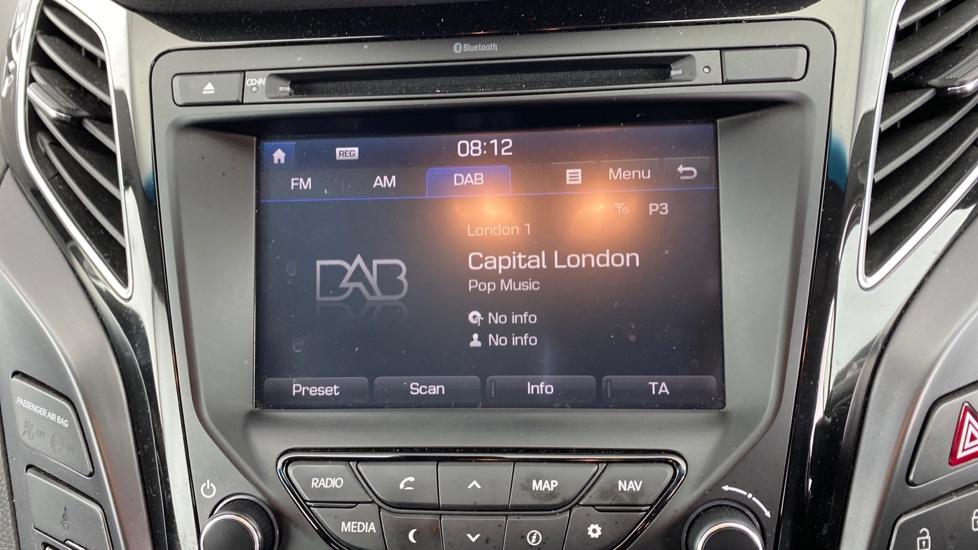 Bluetooth
CD-IN
08:12
REG
FM AM DAB Menu
P3
London 1
Capital London
DAB
Pop Music
No info
No info
Preset Scan Info TA
PASSENGER AIR BAG
RADIO MAP NAV
MEDIA